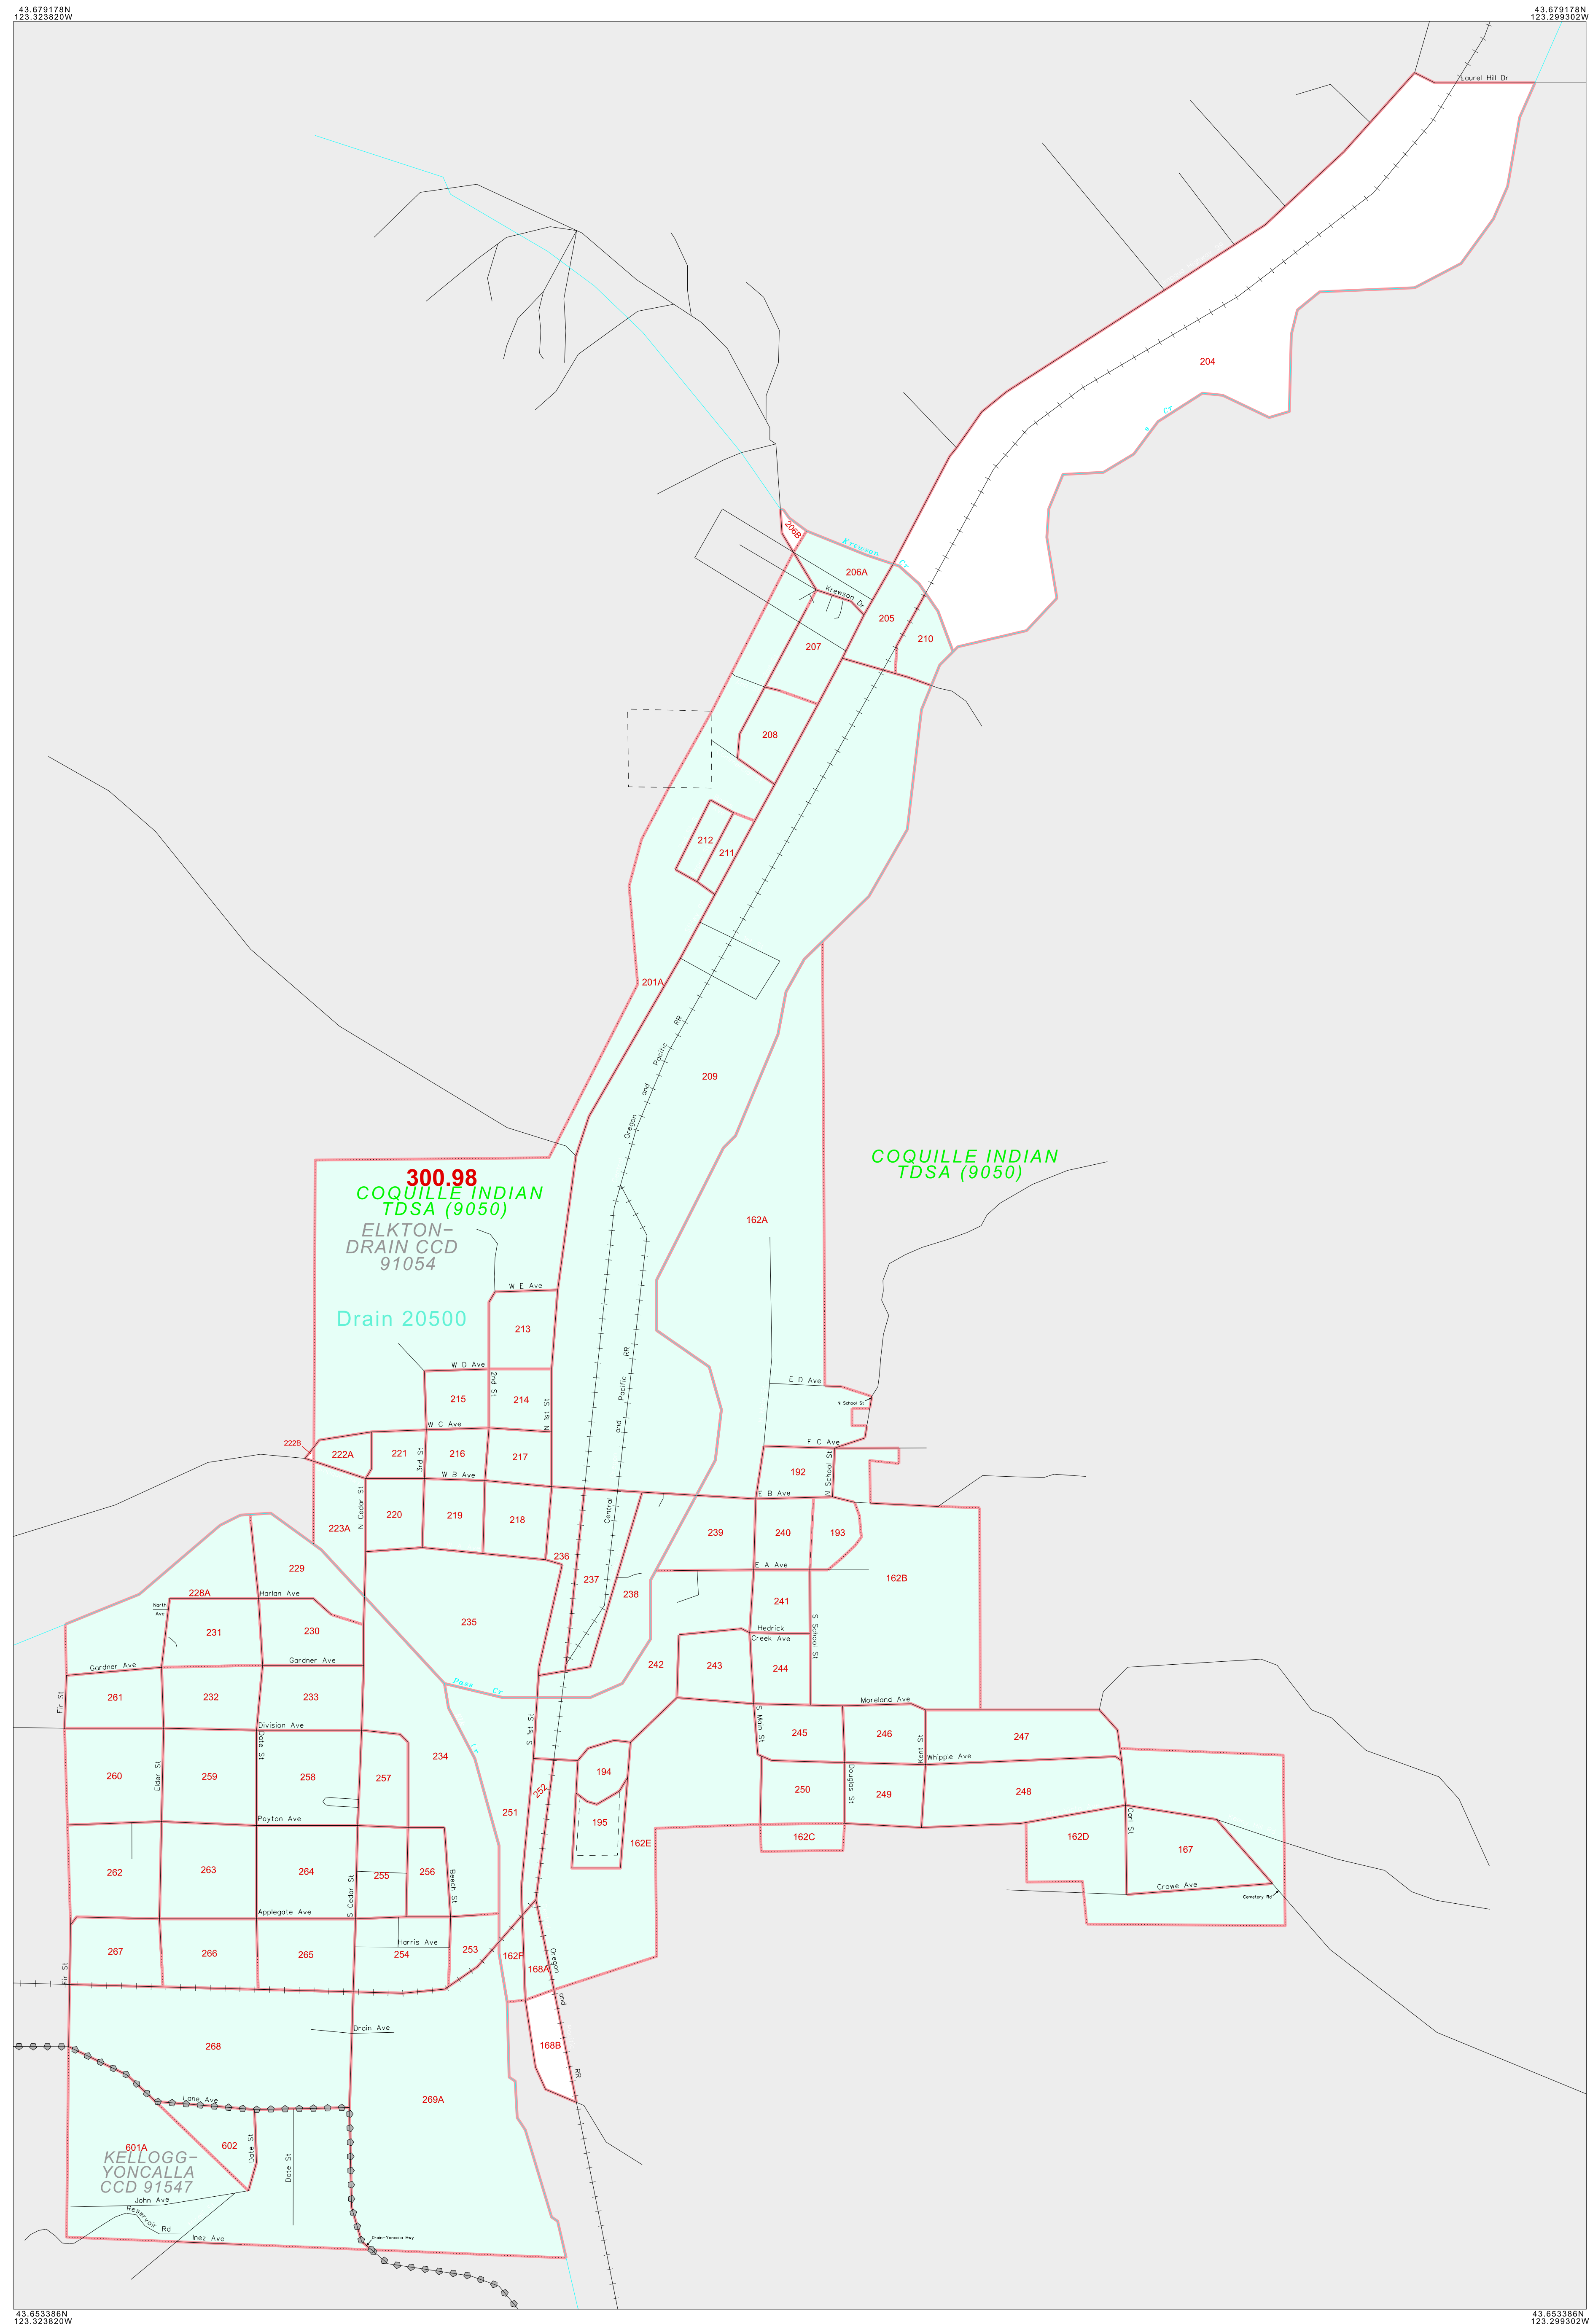 43.679178N
123.323820W
43.679178N
123.299302W
Laurel Hill Dr
204
Cr
206B
Krewson
Cr
206A
Krewson Dr
205
210
207
208
212
211
201A
RR
Pacific
and
Oregon
209
COQUILLE INDIAN
TDSA (9050)
300.98
COQUILLE INDIAN
TDSA (9050)
ELKTON-
DRAIN CCD
91054
162A
Drain 20500
W E Ave
213
RR
Pacific
and
Central
W D Ave
2nd St
215
214
N 1st St
E D Ave
N School St
W C Ave
222B
222A
221
3rd St
216
217
E C Ave
192
N School St
W B Ave
E B Ave
N Cedar St
220
219
218
223A
239
240
193
236
237
238
E A Ave
229
228A
Harlan Ave
North
Ave
162B
241
231
230
235
S School St
Hedrick
Creek Ave
Gardner Ave
Gardner Ave
242
243
244
Pass Cr
261
232
233
Fir St
Moreland Ave
S Main St
Division Ave
Date St
S 1st St
245
246
247
Kent St
Whipple Ave
234
260
259
258
257
Elder St
194
252
250
Douglas St
249
248
251
195
Payton Ave
Carl St
162C
162D
162E
167
262
263
264
255
256
Beech St
S Cedar St
Crowe Ave
Cemetery Rd
Applegate Ave
Harris Ave
267
266
265
254
253
162F
168A
Oregon
and
RR
Fir St
Drain Ave
268
168B
Lane Ave
269A
601A
602
Date St
Date St
KELLOGG-
YONCALLA
CCD 91547
John Ave
Reservoir Rd
Inez Ave
Drain-Yoncalla Hwy
43.653386N
123.323820W
43.653386N
123.299302W